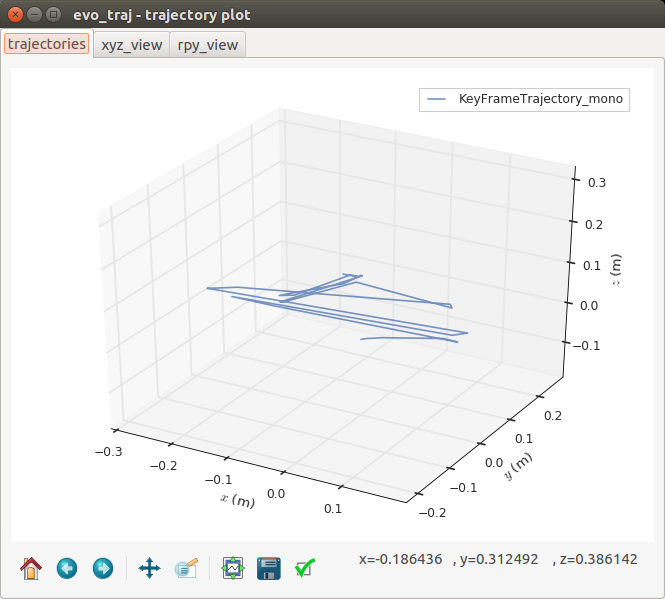 evo_traj - trajectory plot
trajectories xyz_view rpy_view
KeyFrameTrajectory_mono
0.3
0.2
0.1
0.0
−0.1
z (m)
0.2
0.1
0.0
−0.1
−0.2
y (m)
−0.3
−0.2
−0.1
0.0
0.1
x (m)
x=-0.186436 , y=0.312492 , z=0.386142